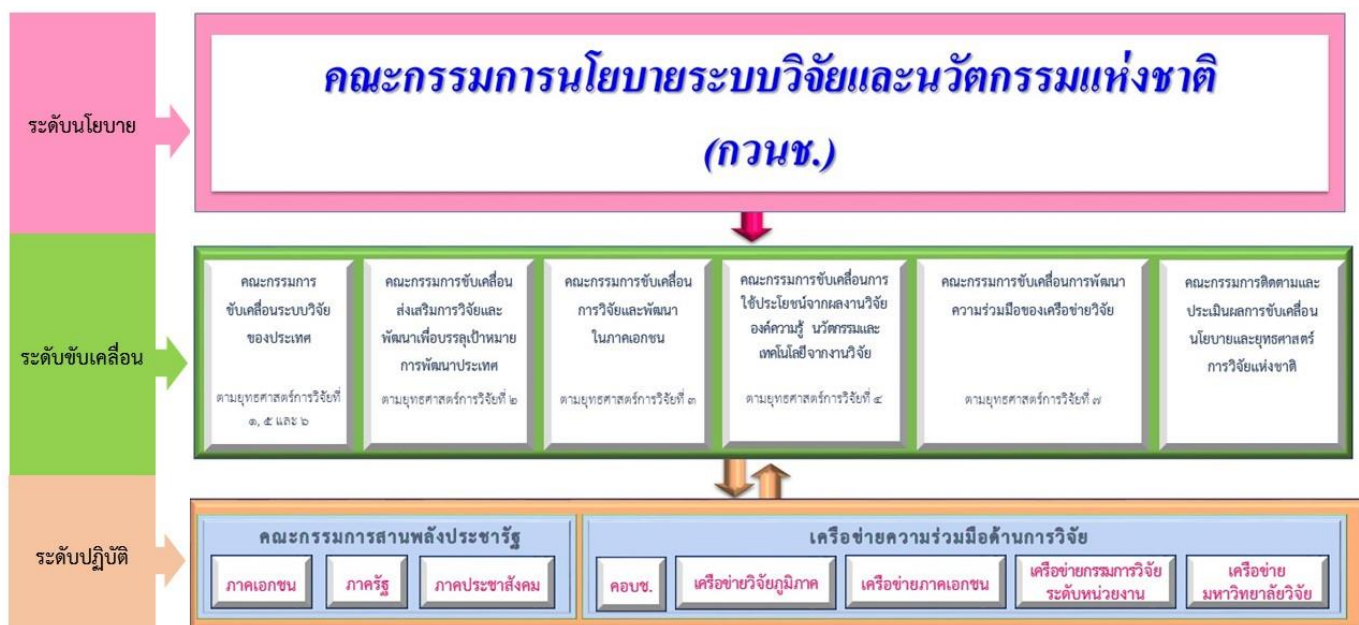 ระดับนโยบาย
คณะกรรมการนโยบายระบบวิจัยและนวัตกรรมแห่งชาติ
(กวนช.)
ระดับขับเคลื่อน
คณะกรรมการ
ขับเคลื่อนระบบวิจัย
ของประเทศ
ตามยุทธศาสตร์การวิจัยที่
๑, ๕ และ ๖
คณะกรรมการขับเคลื่อน
ส่งเสริมการวิจัยและ
พัฒนาเพื่อบรรลุเป้าหมาย
การพัฒนาประเทศ
ตามยุทธศาสตร์การวิจัยที่ ๒
คณะกรรมการขับเคลื่อน
การวิจัยและพัฒนา
ในภาคเอกชน
ตามยุทธศาสตร์การวิจัยที่ ๓
คณะกรรมการขับเคลื่อนการ
ใช้ประโยชน์จากผลงานวิจัย
องค์ความรู้ นวัตกรรมและ
เทคโนโลยีจากงานวิจัย
ตามยุทธศาสตร์การวิจัยที่ ๔
คณะกรรมการขับเคลื่อนการพัฒนา
ความร่วมมือของเครือข่ายวิจัย
ตามยุทธศาสตร์การวิจัยที่ ๗
คณะกรรมการติดตามและ
ประเมินผลการขับเคลื่อน
นโยบายและยุทธศาสตร์
การวิจัยแห่งชาติ
ระดับปฏิบัติ
คณะกรรมการสานพลังประชารัฐ
ภาคเอกชน
ภาครัฐ
ภาคประชาสังคม
เครือข่ายความร่วมมือด้านการวิจัย
คอบช.
เครือข่ายวิจัยภูมิภาค
เครือข่ายภาคเอกชน
เครือข่ายกรรมการวิจัย
ระดับหน่วยงาน
เครือข่าย
มหาวิทยาลัยวิจัย